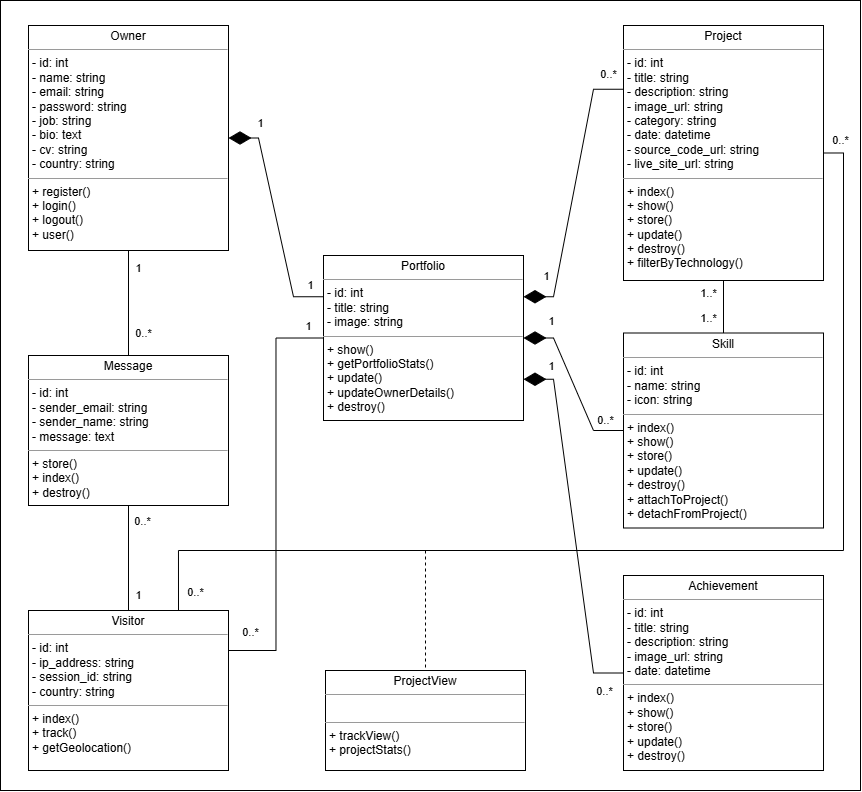 Owner
- id: int
- name: string
- email: string
- password: string
- job: string
- bio: text
- cv: string
- country: string
+ register()
+ login()
+ logout()
+ user()
1
1
0..*
Message
- id: int
- sender_email: string
- sender_name: string
- message: text
+ store()
+ index()
+ destroy()
0..*
1
Visitor
- id: int
- ip_address: string
- session_id: string
- country: string
+ index()
+ track()
+ getGeolocation()
0..*
0..*
1
1
Portfolio
- id: int
- title: string
- image: string
+ show()
+ getPortfolioStats()
+ update()
+ updateOwnerDetails()
+ destroy()
1
1
1
ProjectView
+ trackView()
+ projectStats()
0..*
Project
- id: int
- title: string
- description: string
- image_url: string
- category: string
- date: datetime
- source_code_url: string
- live_site_url: string
+ index()
+ show()
+ store()
+ update()
+ destroy()
+ filterByTechnology()
0..*
1..*
1..*
0..*
Skill
- id: int
- name: string
- icon: string
+ index()
+ show()
+ store()
+ update()
+ destroy()
+ attachToProject()
+ detachFromProject()
0..*
Achievement
- id: int
- title: string
- description: string
- image_url: string
- date: datetime
+ index()
+ show()
+ store()
+ update()
+ destroy()